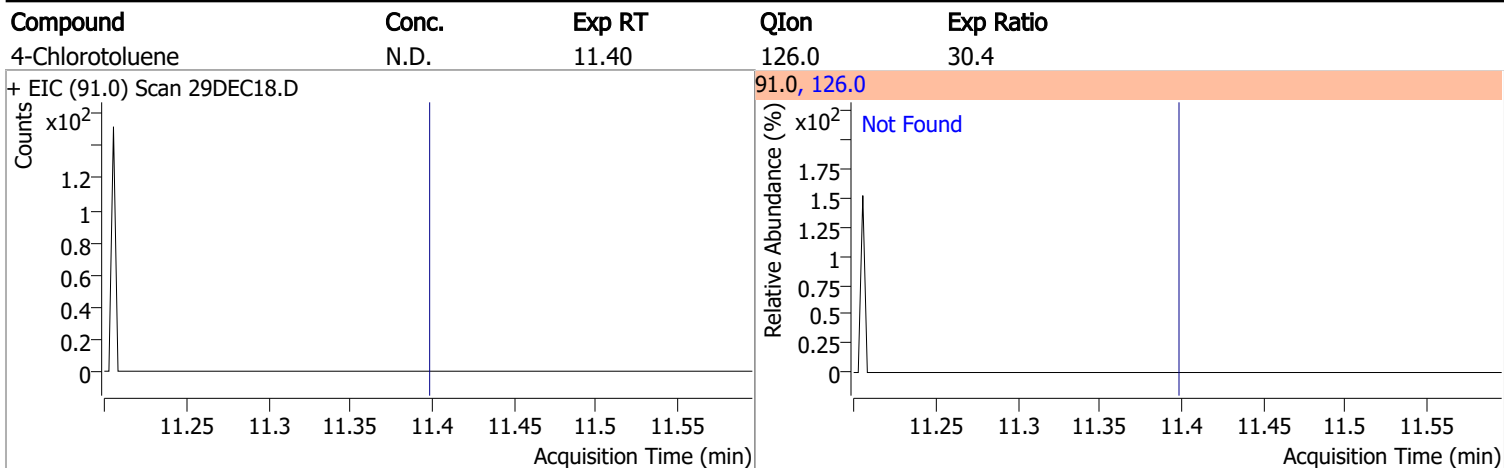 Compound Conc. Exp RT QIon Exp Ratio
4-Chlorotoluene N.D. 11.40 126.0 30.4
+ EIC (91.0) Scan 29DEC18.D
Counts
x10²
1.2
1
0.8
0.6
0.4
0.2
0
11.25 11.3 11.35 11.4 11.45 11.5 11.55
Acquisition Time (min)
91.0, 126.0
Relative Abundance (%)
x10²
Not Found
1.75
1.5
1.25
1
0.75
0.5
0.25
0
11.25 11.3 11.35 11.4 11.45 11.5 11.55
Acquisition Time (min)